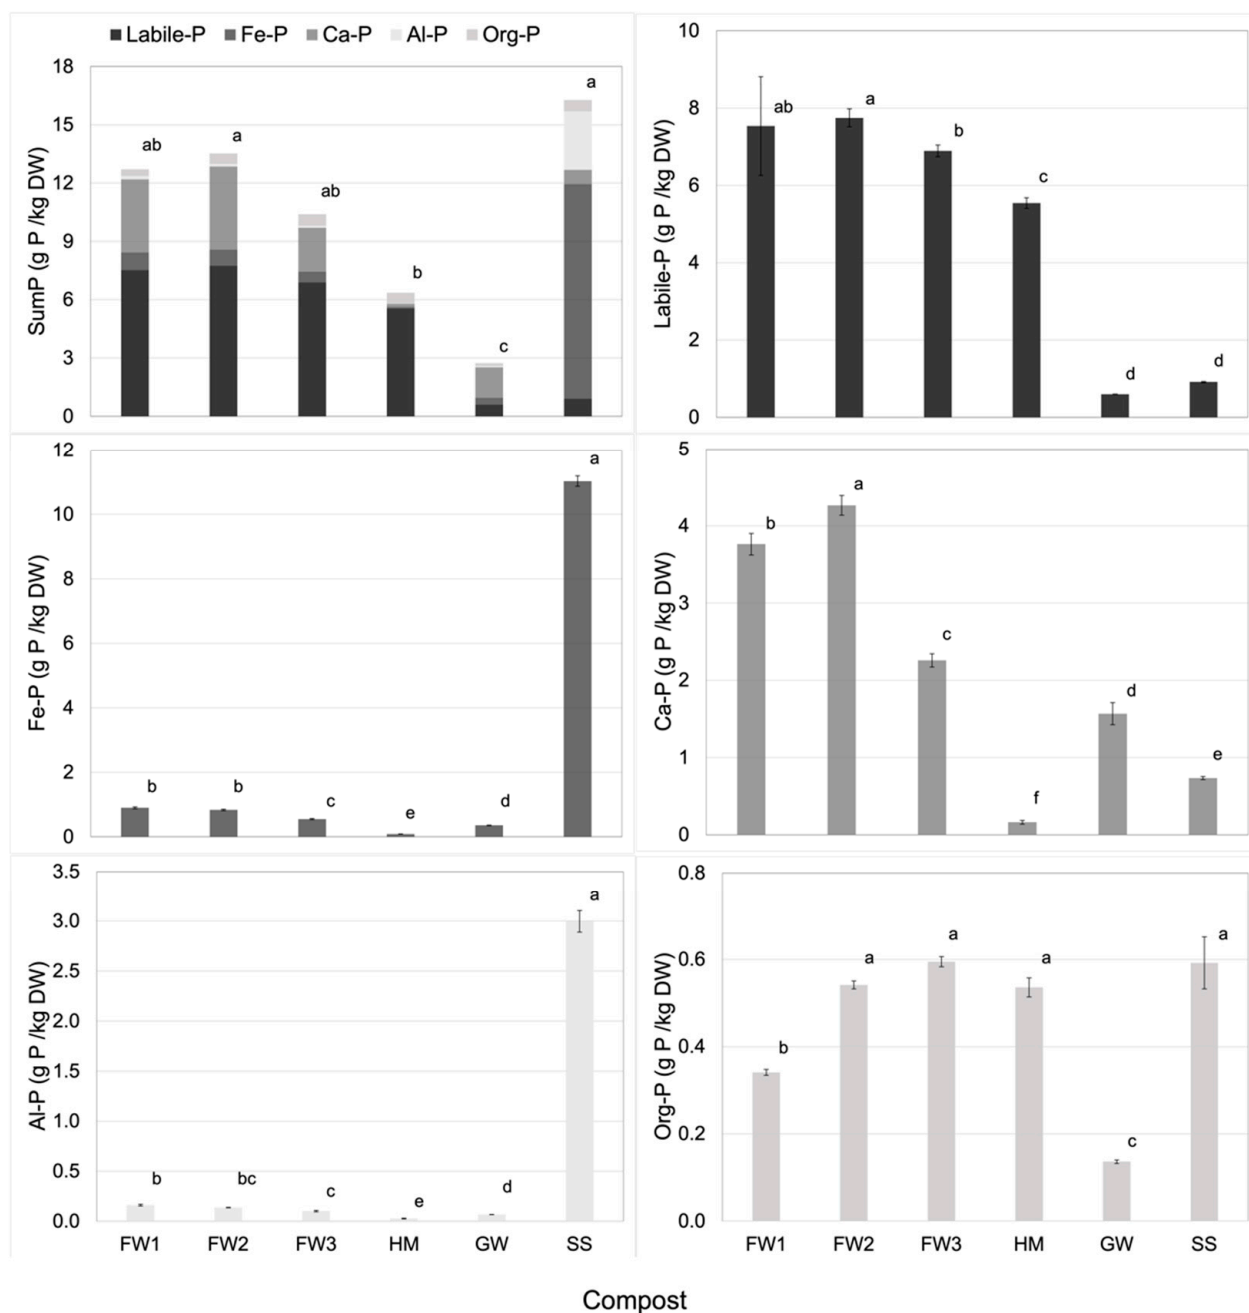 Labile-P Fe-P Ca-P Al-P Org-P
SumP (g P /kg DW)
18
15
12
9
6
3
0
ab
a
ab
b
c
a
Labile-P (g P /kg DW)
10
8
6
4
2
0
ab
a
b
c
d
d
Fe-P (g P /kg DW)
12
10
8
6
4
2
0
b
b
c
e
d
a
Ca-P (g P /kg DW)
5
4
3
2
1
0
b
a
c
f
d
e
Al-P (g P /kg DW)
3.5
3.0
2.5
2.0
1.5
1.0
0.5
0.0
b
bc
c
e
d
a
FW1 FW2 FW3 HM GW SS
Org-P (g P /kg DW)
0.8
0.6
0.4
0.2
0.0
b
a
a
a
c
a
FW1 FW2 FW3 HM GW SS
Compost